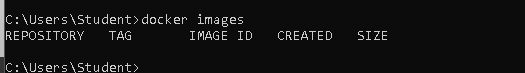 C:\Users\Student>docker images
REPOSITORY   TAG       IMAGE ID   CREATED   SIZE
C:\Users\Student>